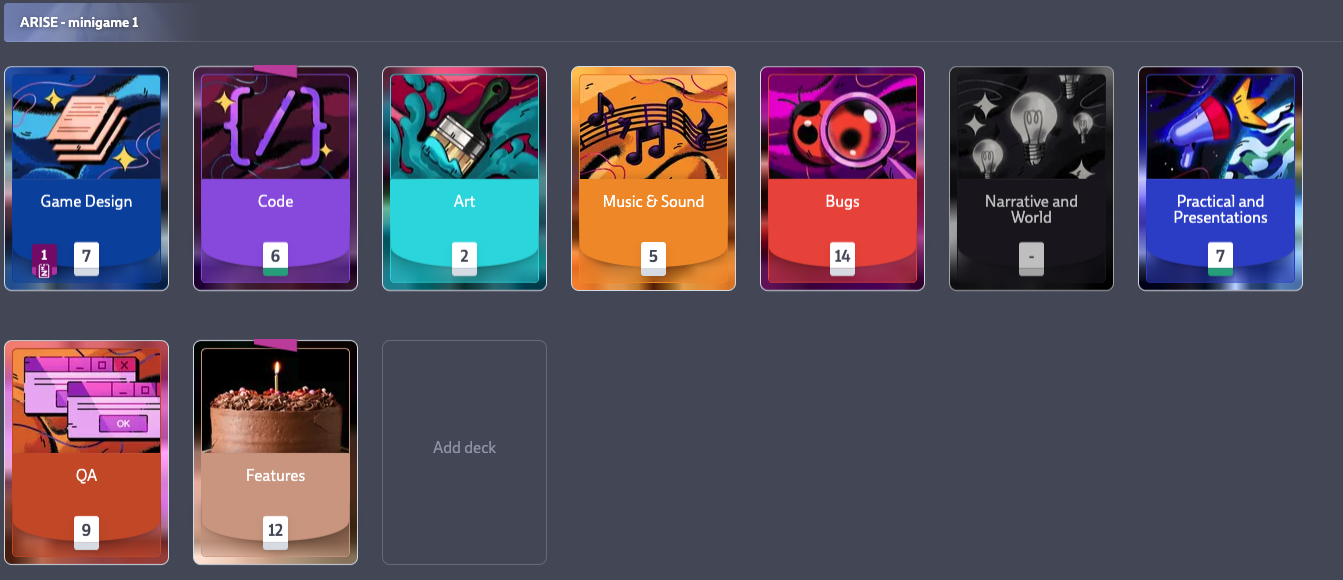 ARISE - minigame 1
Game Design
1
7
Code
6
Art
2
Music & Sound
5
Bugs
14
Narrative and
World
-
Practical and
Presentations
7
OK
QA
9
Features
12
Add deck